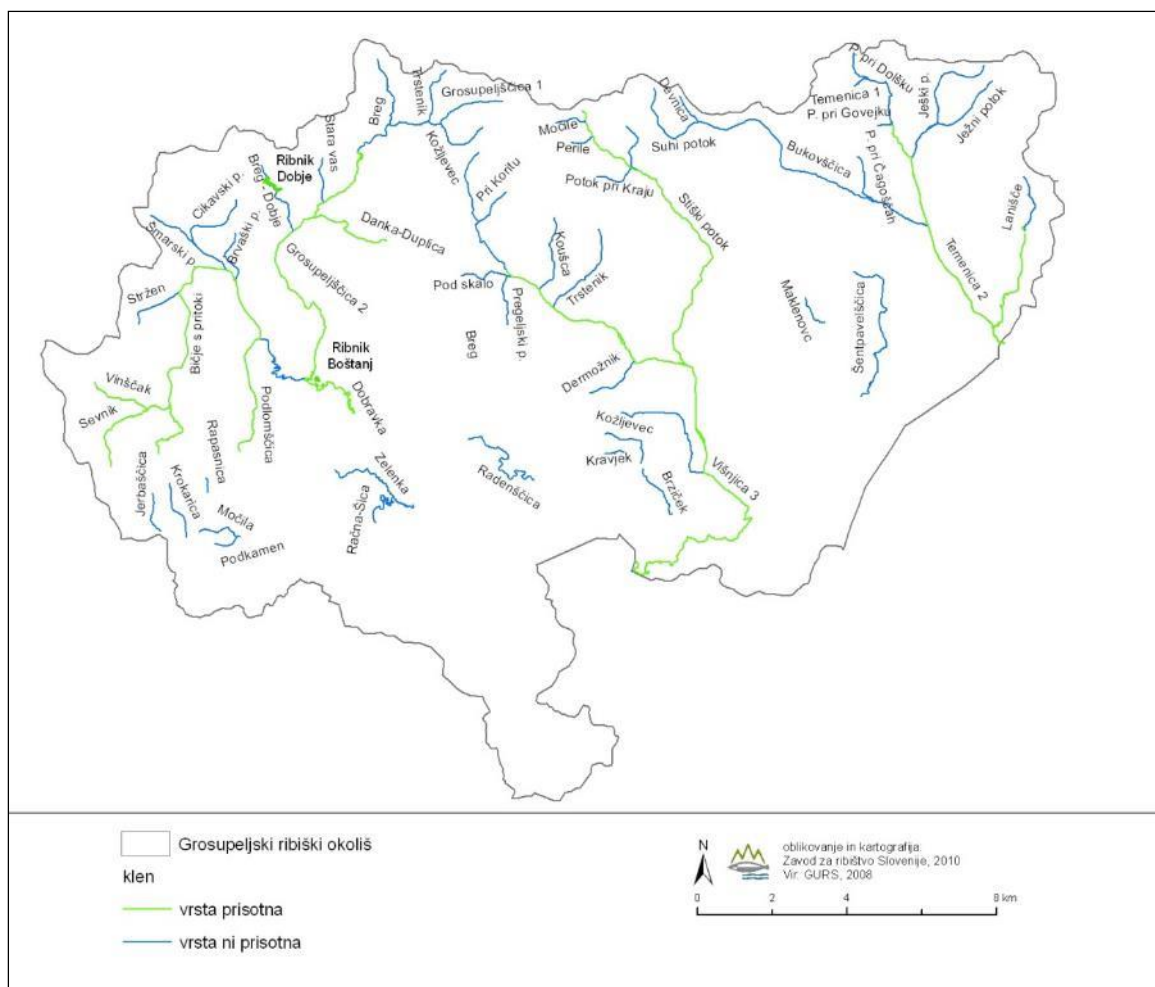 P. pri Dolšku
Trstenik
Grosupeljščica 1
Breg
Devnica
Temenica 1
Ješki p.
P. pri Govejku
Ježni potok
Stara vas
Kožljevec
Močile
Perile
Suhi potok
Bukovščica
P. pri Čagoščah
Ribnik
Dobje
Breg - Dobje
Pri Koritu
Potok pri Kraju
Stiški potok
Lanišče
Cikavski p.
Šmarski p.
Brvaški p.
Danka-Duplica
Grosupeljščica 2
Koušca
Trstenik
Temenica 2
Stržen
Pod skalo
Pregeljski p.
Breg
Maklenovc
Šentpavelščica
Bičje s pritoki
Ribnik
Boštanj
Dermožnik
Vinščak
Sevnik
Podlomščica
Dobravka
Kožljevec
Višnjica 3
Rapasnica
Jerbaščica
Krokarica
Zelenka
Radenščica
Kravjek
Brziček
Močila
Račna-Šica
Podkamen
Grosupeljski ribiški okoliš
klen
vrsta prisotna
vrsta ni prisotna
N
oblikovanje in kartografija:
Zavod za ribištvo Slovenije, 2010
Vir: GURS, 2008
0 2 4 8 km